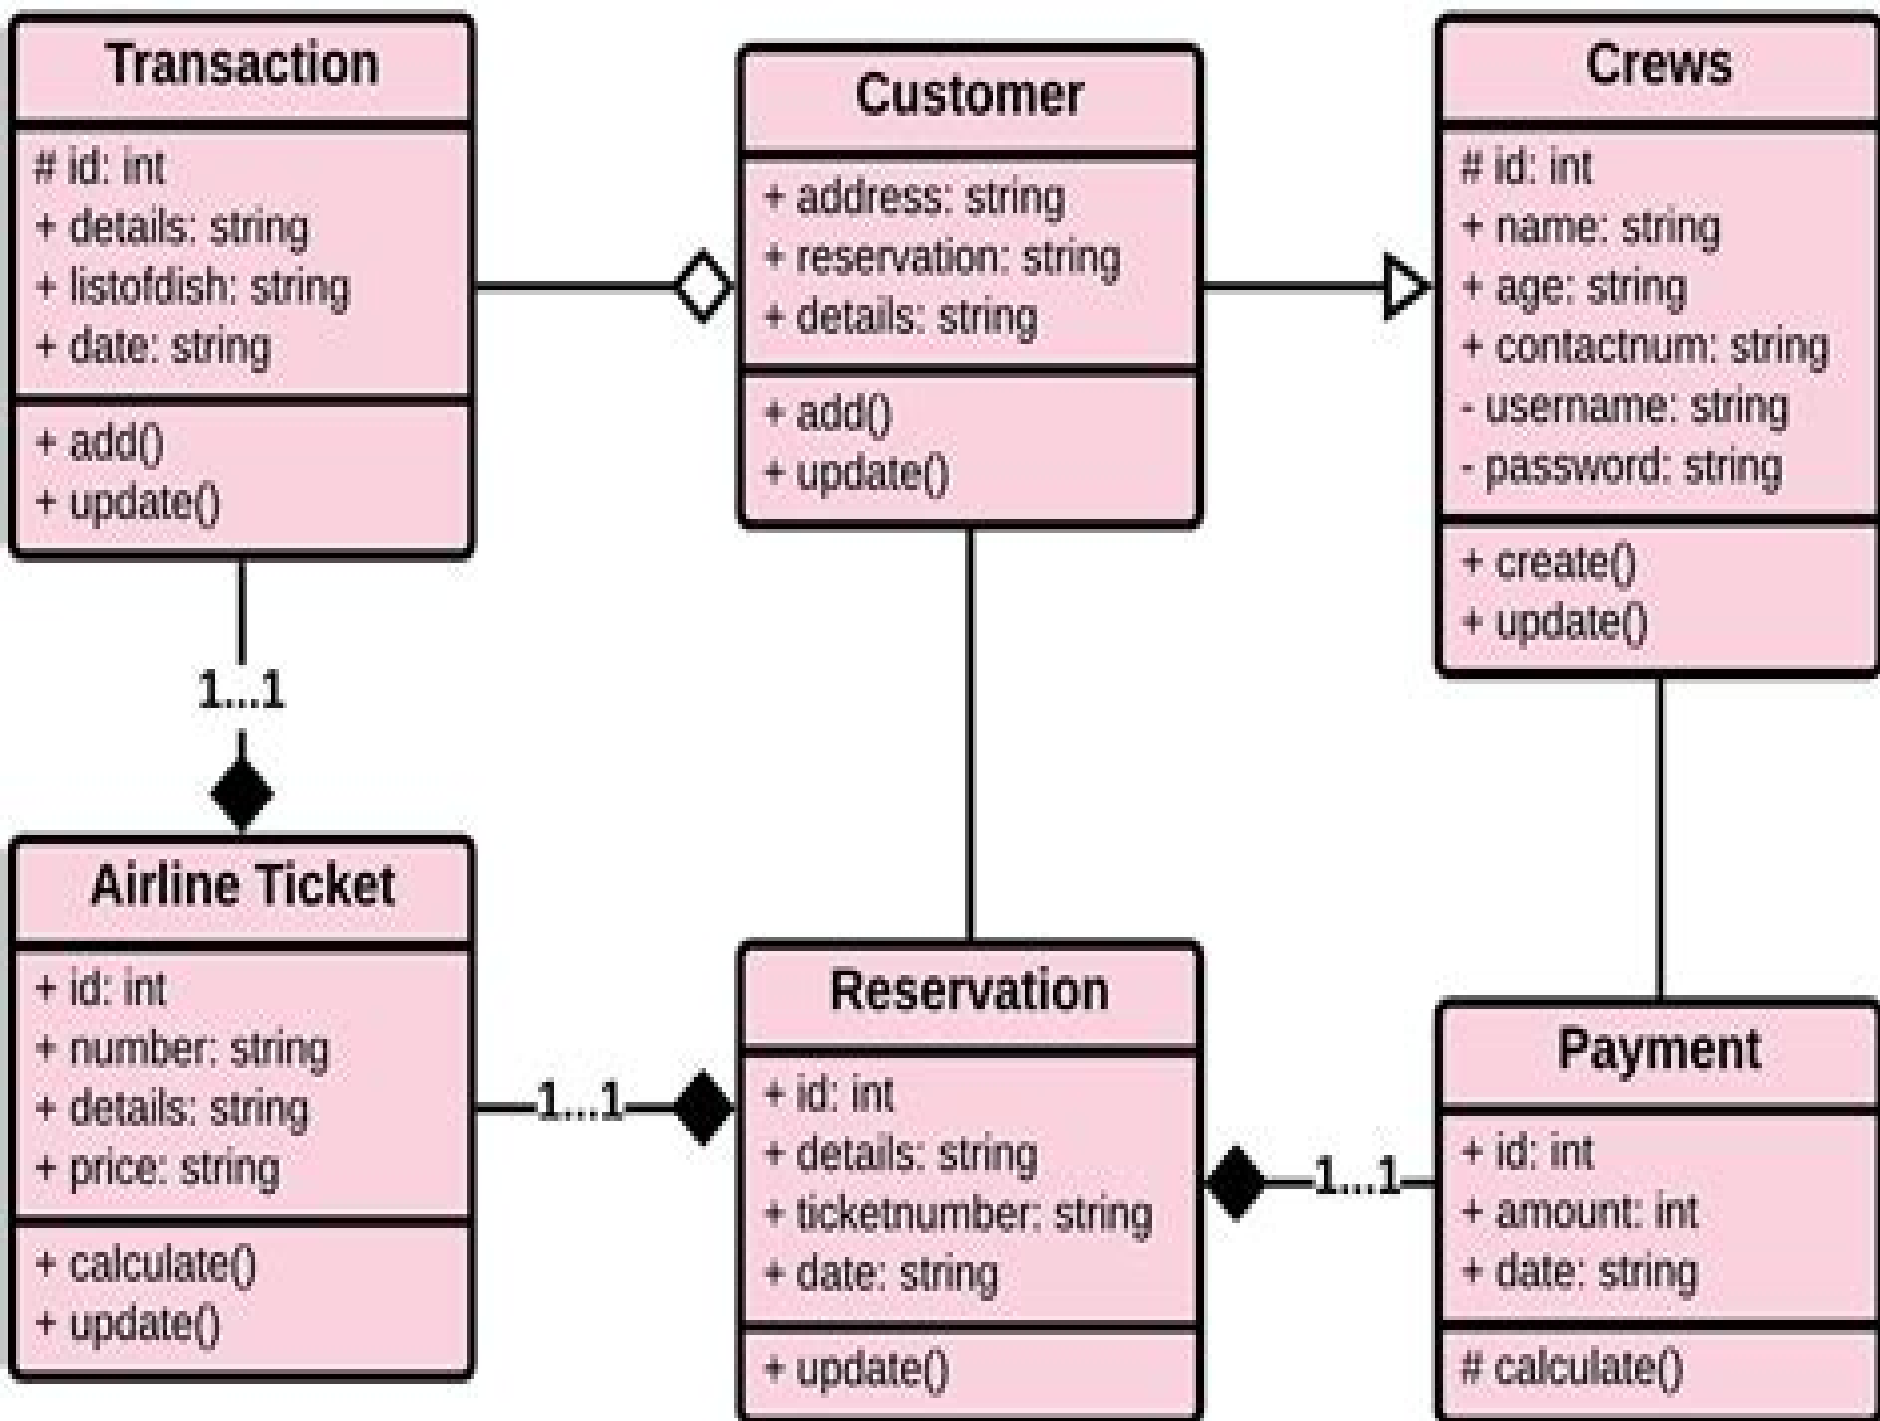 Transaction
# id: int
+ details: string
+ listofdish: string
+ date: string
+ add()
+ update()
Customer
+ address: string
+ reservation: string
+ details: string
+ add()
+ update()
Crews
# id: int
+ name: string
+ age: string
+ contactnum: string
- username: string
- password: string
+ create()
+ update()
1...1
Airline Ticket
+ id: int
+ number: string
+ details: string
+ price: string
+ calculate()
+ update()
1...1
Reservation
+ id: int
+ details: string
+ ticketnumber: string
+ date: string
+ update()
1...1
Payment
+ id: int
+ amount: int
+ date: string
# calculate()